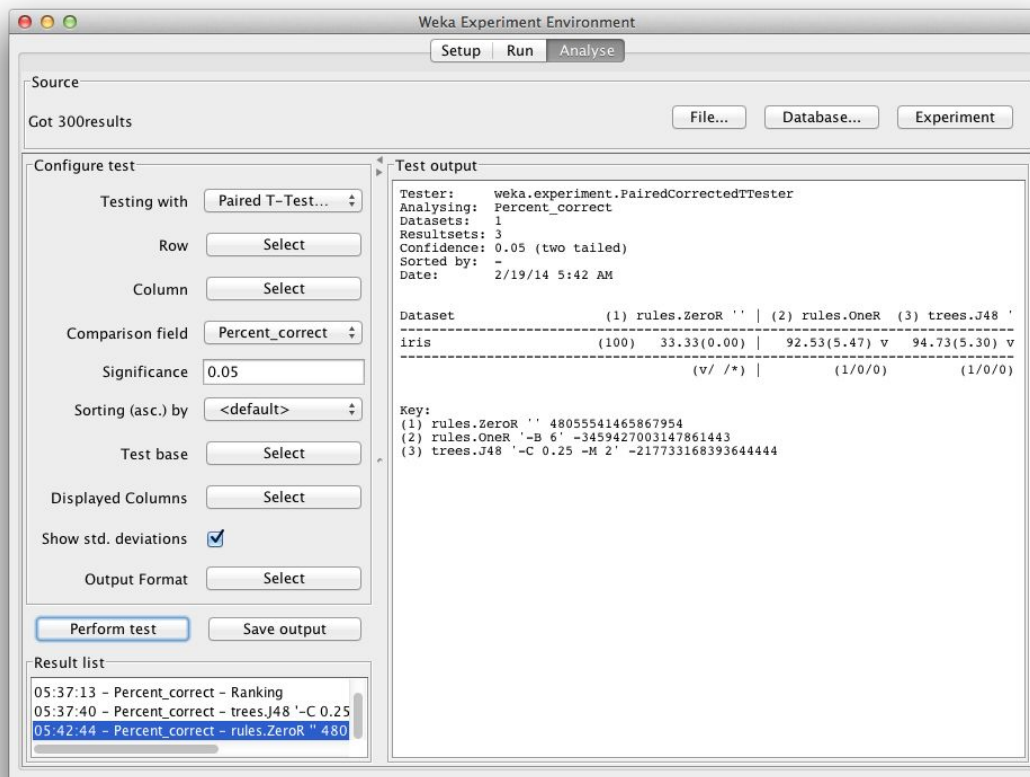 Weka Experiment Environment
Setup Run Analyse
Source
Got 300results
File... Database... Experiment
Configure test
Testing with Paired T-Test...
Row Select
Column Select
Comparison field Percent_correct
Significance 0.05
Sorting (asc.) by <default>
Test base Select
Displayed Columns Select
Show std. deviations
Output Format Select
Perform test Save output
Result list
05:37:13 - Percent_correct - Ranking
05:37:40 - Percent_correct - trees.J48 '-C 0.25
05:42:44 - Percent_correct - rules.ZeroR '' 480
Test output
Tester: weka.experiment.PairedCorrectedTTester
Analysing: Percent_correct
Datasets: 1
Resultsets: 3
Confidence: 0.05 (two tailed)
Sorted by: -
Date: 2/19/14 5:42 AM
Dataset (1) rules.ZeroR '' | (2) rules.OneR (3) trees.J48 '
iris (100) 33.33(0.00) | 92.53(5.47) v 94.73(5.30) v
(v/ /*) | (1/0/0) (1/0/0)
Key:
(1) rules.ZeroR '' 48055541465867954
(2) rules.OneR '-B 6' -3459427003147861443
(3) trees.J48 '-C 0.25 -M 2' -217733168393644444